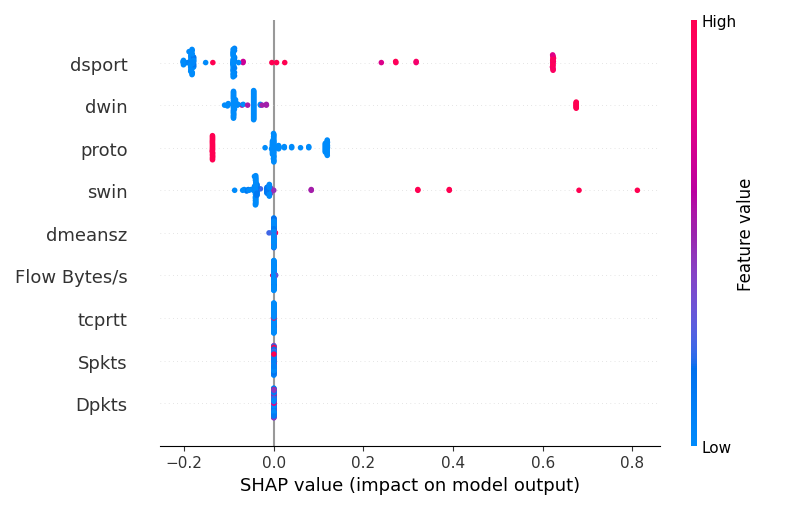 High
dsport
dwin
proto
swin
dmeansz
Flow Bytes/s
tcprtt
Spkts
Dpkts
Feature value
Low
−0.2 0.0 0.2 0.4 0.6 0.8
SHAP value (impact on model output)